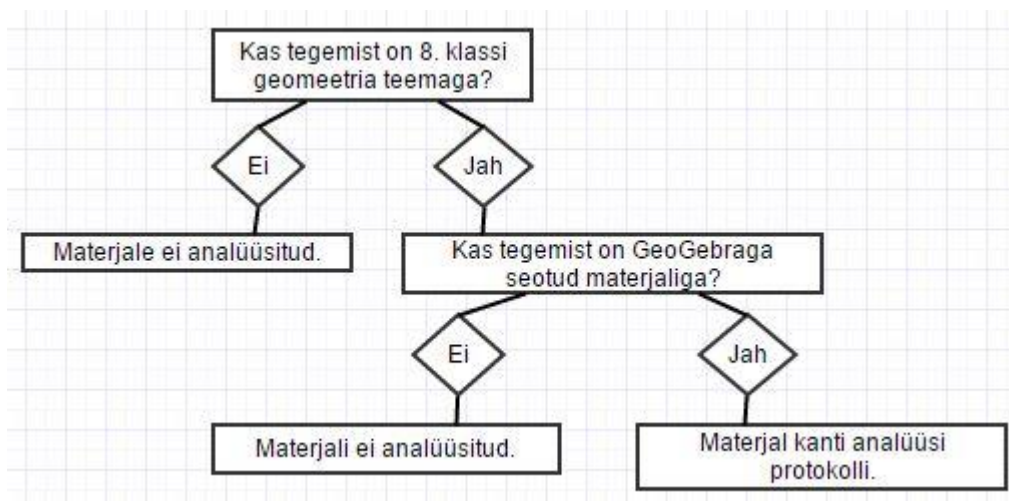 Kas tegemist on 8. klassi
geomeetria teemaga?
Ei
Jah
Materjale ei analüüsitud.
Kas tegemist on GeoGebraga
seotud materjaliga?
Ei
Jah
Materjali ei analüüsitud.
Materjal kanti analüüsi
protokolli.